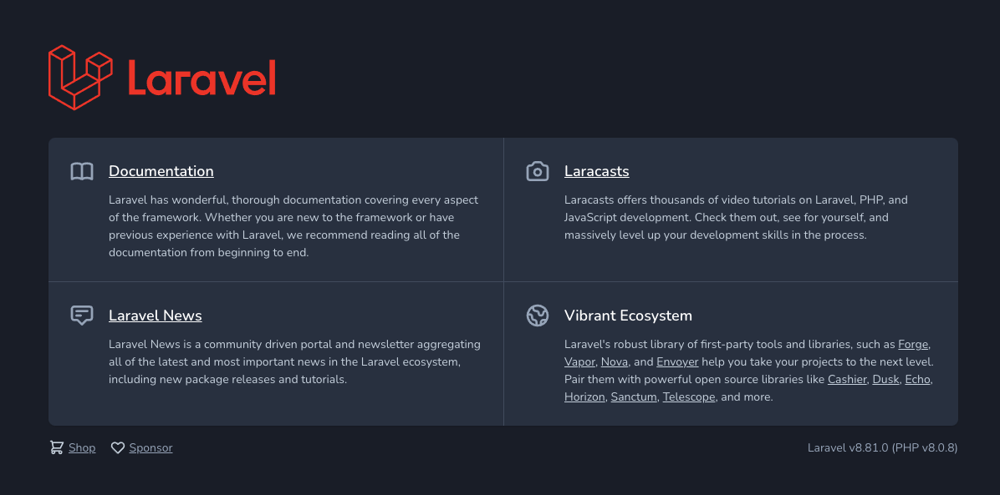 Laravel
Documentation
Laravel has wonderful, thorough documentation covering every aspect
of the framework. Whether you are new to the framework or have
previous experience with Laravel, we recommend reading all of the
documentation from beginning to end.
Laracasts
Laracasts offers thousands of video tutorials on Laravel, PHP, and
JavaScript development. Check them out, see for yourself, and
massively level up your development skills in the process.
Laravel News
Laravel News is a community driven portal and newsletter aggregating
all of the latest and most important news in the Laravel ecosystem,
including new package releases and tutorials.
Vibrant Ecosystem
Laravel's robust library of first-party tools and libraries, such as Forge,
Vapor, Nova, and Envoyer help you take your projects to the next level.
Pair them with powerful open source libraries like Cashier, Dusk, Echo,
Horizon, Sanctum, Telescope, and more.
Shop
Sponsor
Laravel v8.81.0 (PHP v8.0.8)